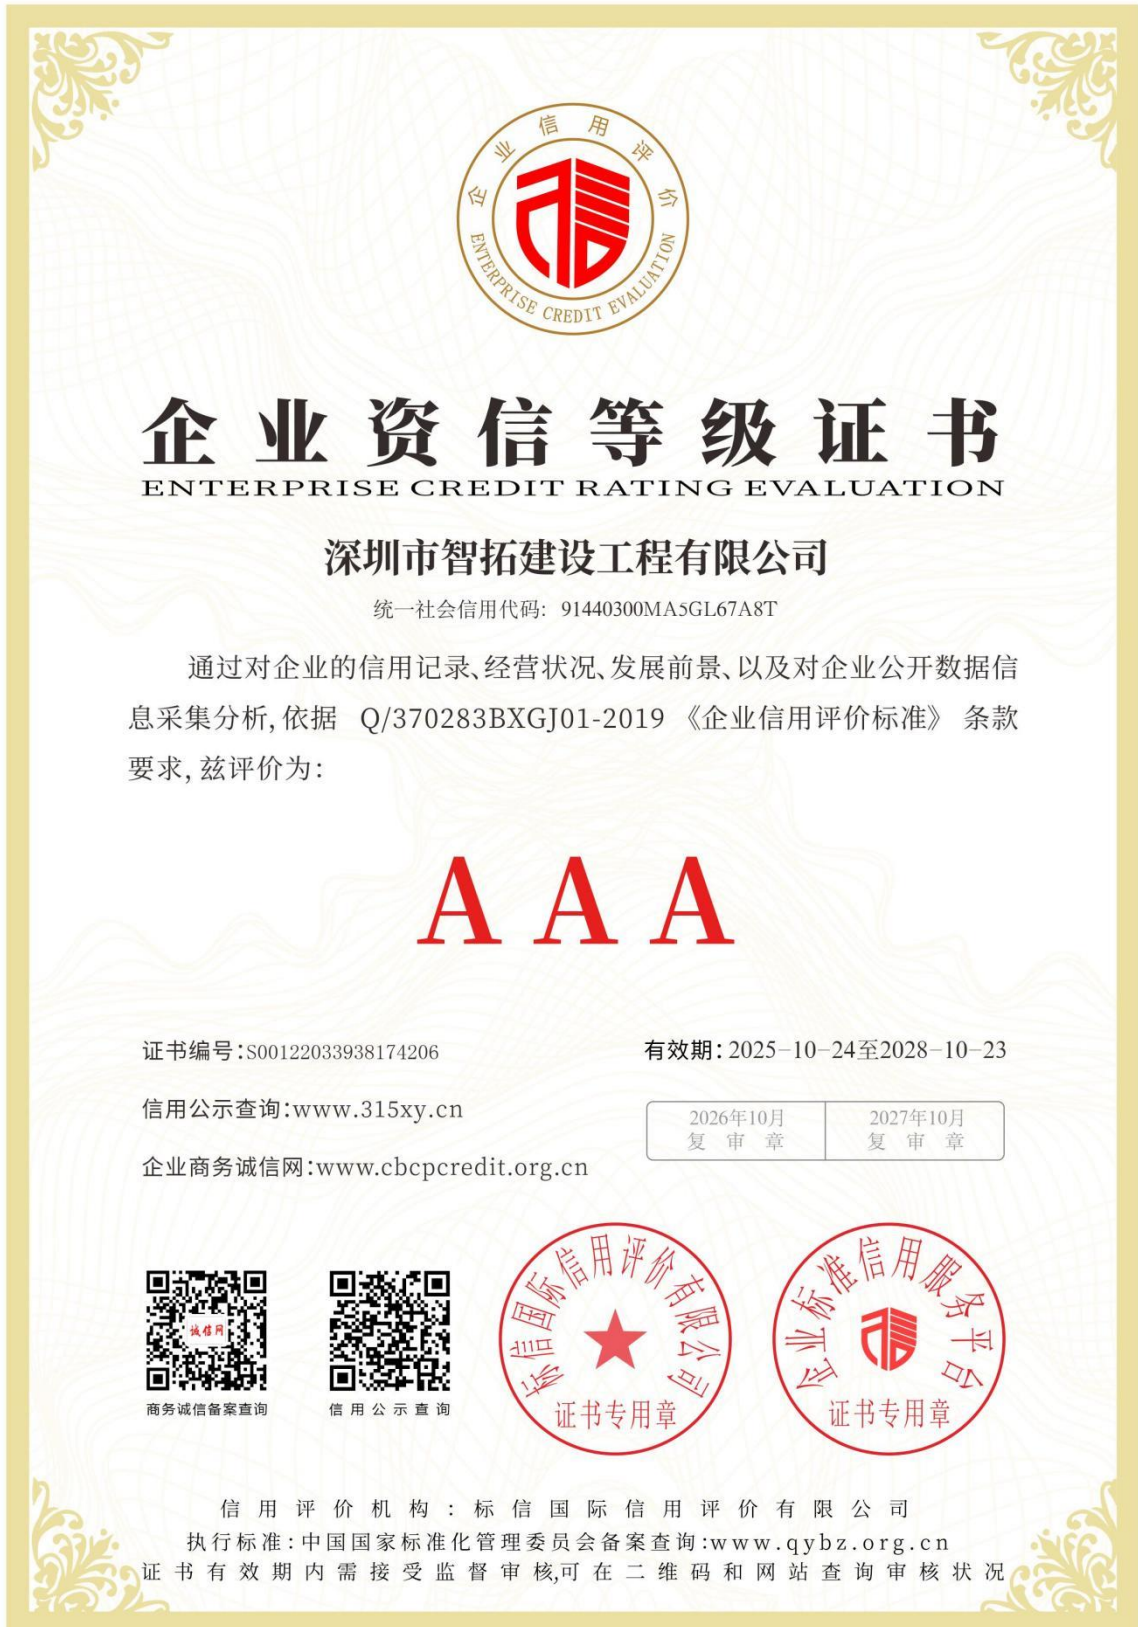 企业信用评价
ENTERPRISE CREDIT EVALUATION
企业资信等级证书
ENTERPRISE CREDIT RATING EVALUATION
深圳市智拓建设工程有限公司
统一社会信用代码: 91440300MA5GL67A8T
通过对企业的信用记录、经营状况、发展前景、以及对企业公开数据信
息采集分析, 依据 Q/370283BXGJ01-2019 《企业信用评价标准》 条款
要求, 兹评价为:
AAA
证书编号:S00122033938174206
有效期: 2025-10-24至2028-10-23
信用公示查询:www.315xy.cn
2026年10月
复 审 章
2027年10月
复 审 章
企业商务诚信网:www.cbcpcredit.org.cn
诚信网
商务诚信备案查询
信用公示查询
标信国际信用评价有限公司
证书专用章
企业标准信用服务平台
证书专用章
信用评价机构:标信国际信用评价有限公司
执行标准:中国国家标准化管理委员会备案查询:www.qybz.org.cn
证书有效期内需接受监督审核,可在二维码和网站查询审核状况